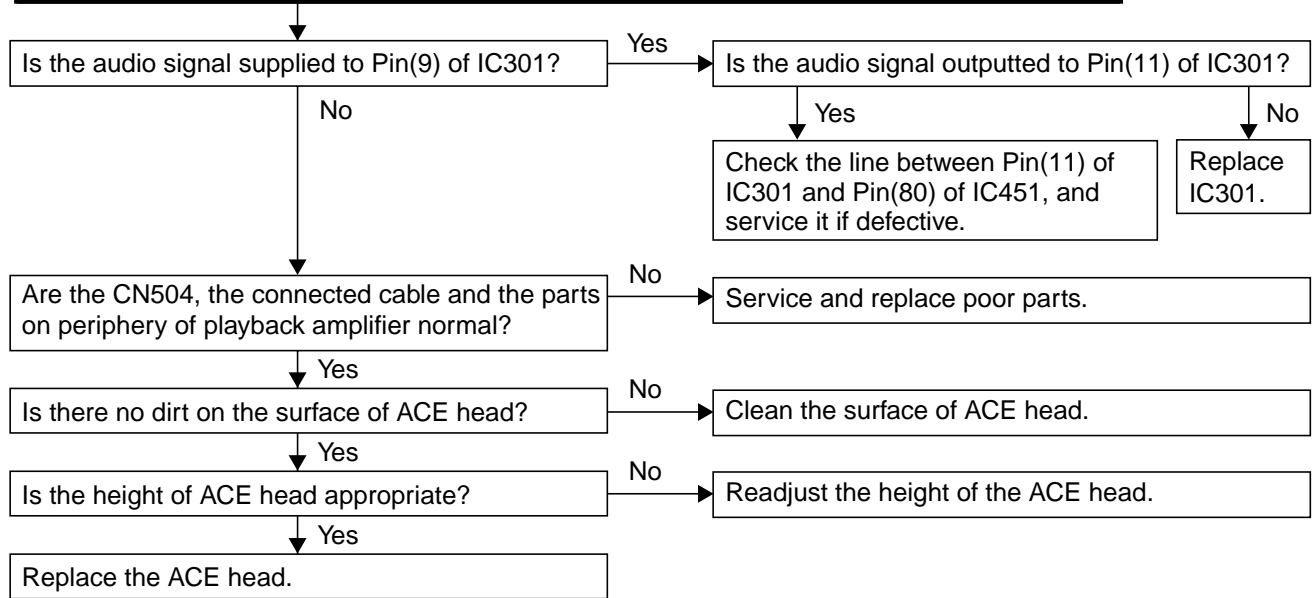 Is the audio signal supplied to Pin(9) of IC301?
Yes
Is the audio signal outputted to Pin(11) of IC301?
No
Yes
No
Check the line between Pin(11) of
IC301 and Pin(80) of IC451, and
service it if defective.
Replace
IC301.
Are the CN504, the connected cable and the parts
on periphery of playback amplifier normal?
No
Service and replace poor parts.
Yes
Is there no dirt on the surface of ACE head?
No
Clean the surface of ACE head.
Yes
Is the height of ACE head appropriate?
No
Readjust the height of the ACE head.
Yes
Replace the ACE head.